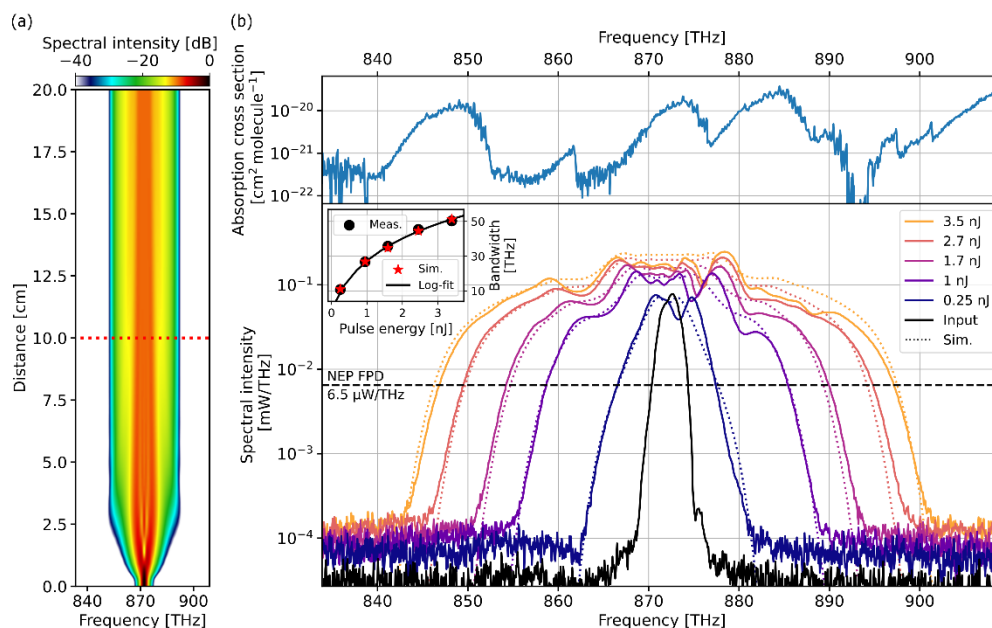 (a)
Spectral intensity [dB]
−40 −20 0
20.0
17.5
15.0
12.5
10.0
7.5
5.0
2.5
0.0
Distance [cm]
840 870 900
Frequency [THz]
(b)
Frequency [THz]
840 850 860 870 880 890 900
Absorption cross section
[cm² molecule⁻¹]
10⁻²⁰
10⁻²¹
10⁻²²
Meas.
Sim.
Log-fit
50
30
10
Bandwidth
[THz]
0 1 2 3
Pulse energy [nJ]
3.5 nJ
2.7 nJ
1.7 nJ
1 nJ
0.25 nJ
Input
Sim.
Spectral intensity
[mW/THz]
10⁻¹
10⁻²
10⁻³
10⁻⁴
NEP FPD
6.5 µW/THz
840 850 860 870 880 890 900
Frequency [THz]